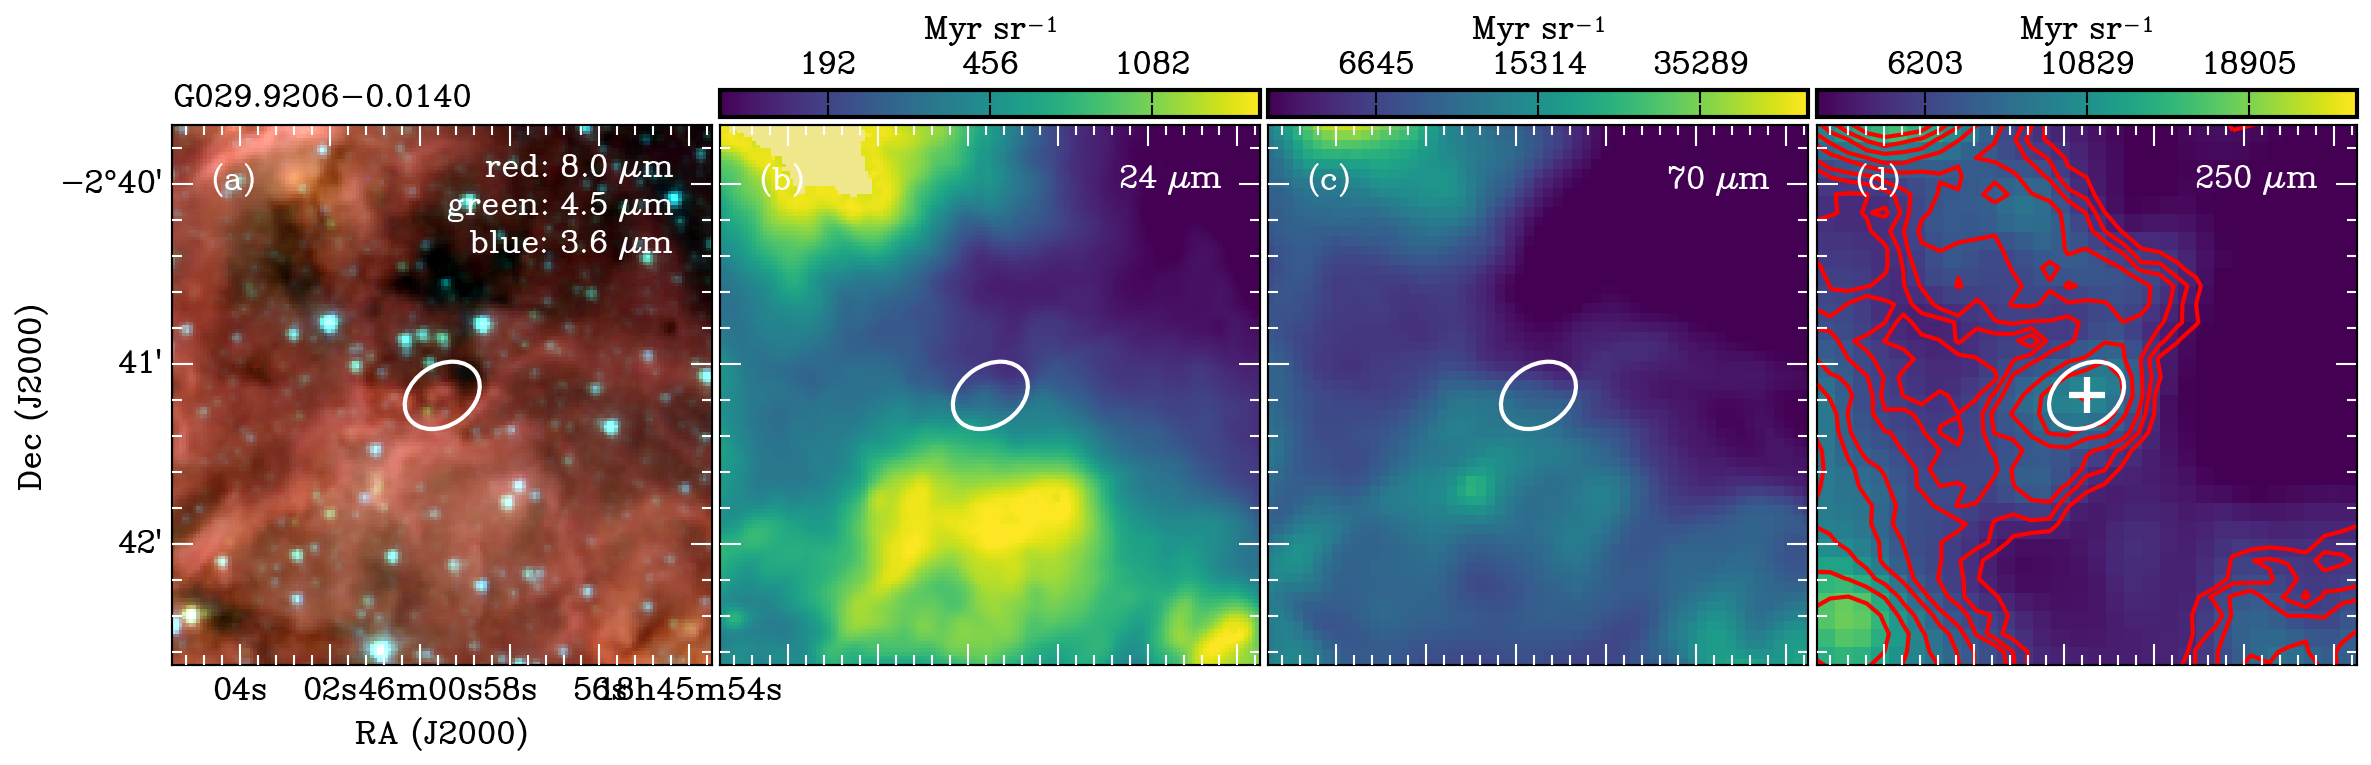 Myr sr⁻¹
Myr sr⁻¹
Myr sr⁻¹
192 456 1082
6645 15314 35289
6203 10829 18905
G029.9206−0.0140
(a)
red: 8.0 μm
green: 4.5 μm
blue: 3.6 μm
(b)
24 μm
(c)
70 μm
(d)
250 μm
−2°40'
41'
42'
Dec (J2000)
04s 02s46m00s58s 56s18h45m54s
RA (J2000)